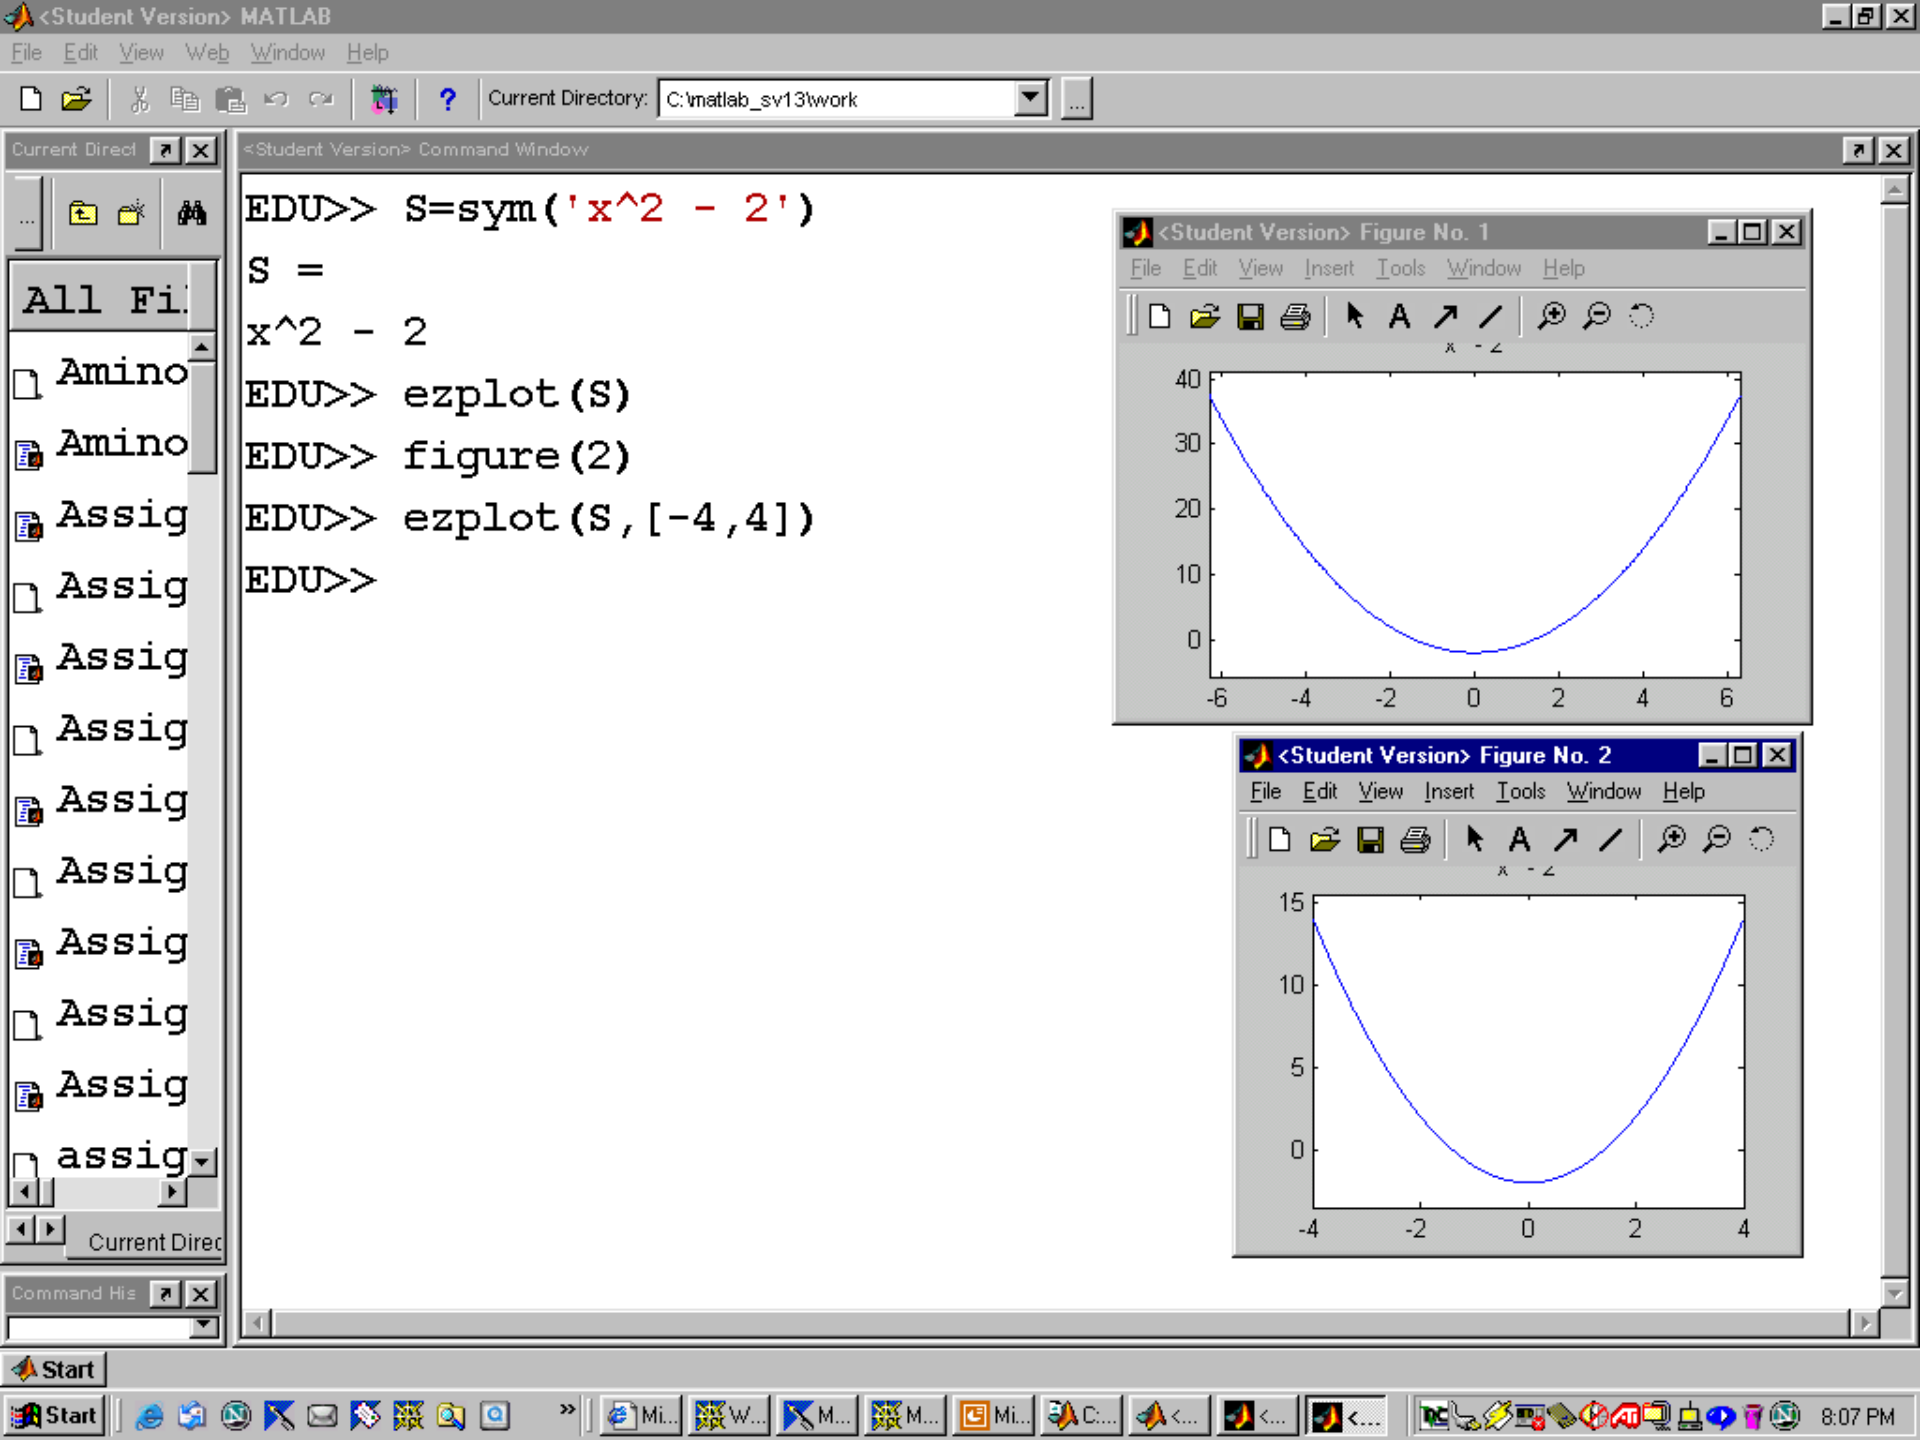 <Student Version> MATLAB
File Edit View Web Window Help
Current Directory: C:\matlab_sv13\work ...
Current Direct
<Student Version> Command Window
...
All Fil
Amino
Amino
Assig
Assig
Assig
Assig
Assig
Assig
Assig
Assig
Assig
assig
Current Direc
Command His
EDU>> S=sym('x^2 - 2')
S =
x^2 - 2
EDU>> ezplot(S)
EDU>> figure(2)
EDU>> ezplot(S,[-4,4])
EDU>>
<Student Version> Figure No. 1
File Edit View Insert Tools Window Help
A
x - 2
40
30
20
10
0
-6 -4 -2 0 2 4 6
<Student Version> Figure No. 2
File Edit View Insert Tools Window Help
A
x - 2
15
10
5
0
-4 -2 0 2 4
Start
Start » Mi... W... M... M... Mi... C:... <... <... <... 8:07 PM